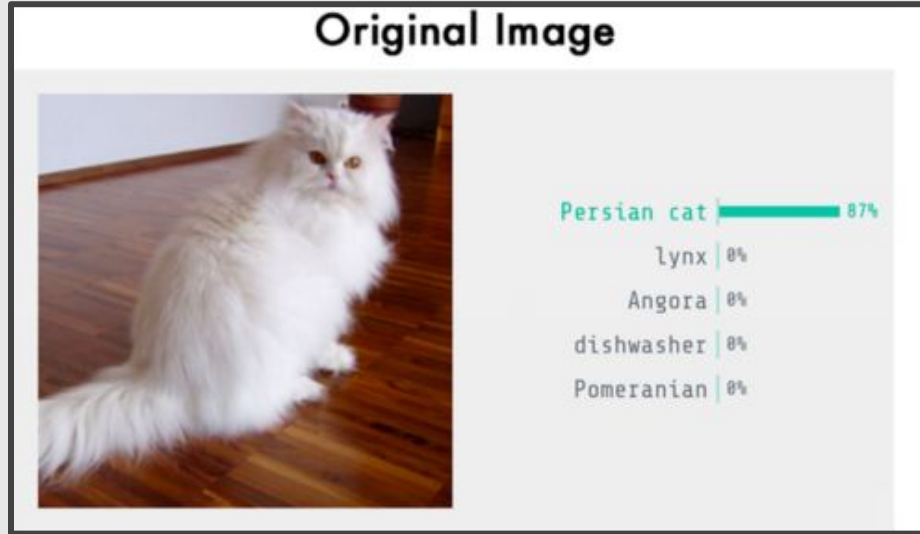 Original Image
Persian cat 87%
lynx 0%
Angora 0%
dishwasher 0%
Pomeranian 0%